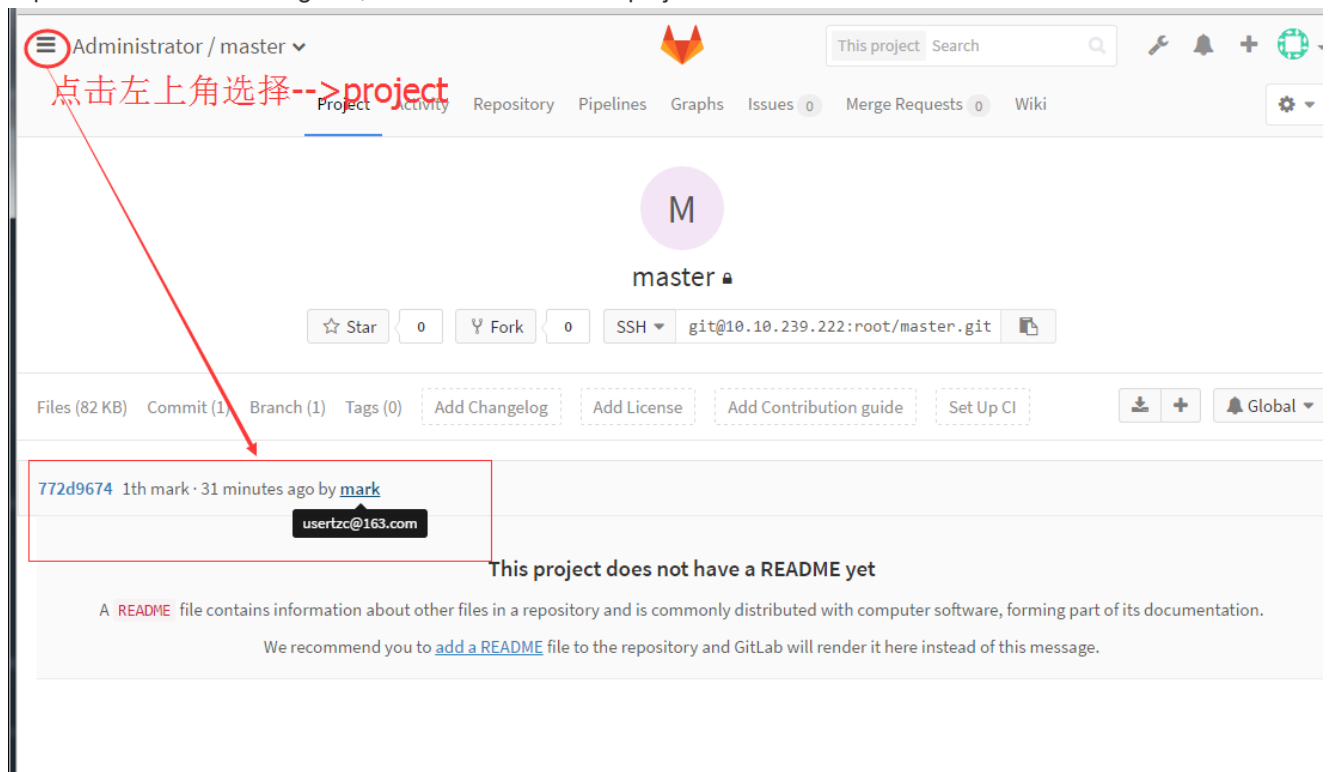 Administrator / master
This project Search
点击左上角选择-->project
Project Activity Repository Pipelines Graphs Issues 0 Merge Requests 0 Wiki
M
master
Star 0 Fork 0 SSH git@10.10.239.222:root/master.git
Files (82 KB) Commit (1) Branch (1) Tags (0) Add Changelog Add License Add Contribution guide Set Up CI Global
772d9674 1th mark · 31 minutes ago by mark
usertzc@163.com
This project does not have a README yet
A README file contains information about other files in a repository and is commonly distributed with computer software, forming part of its documentation.
We recommend you to add a README file to the repository and GitLab will render it here instead of this message.